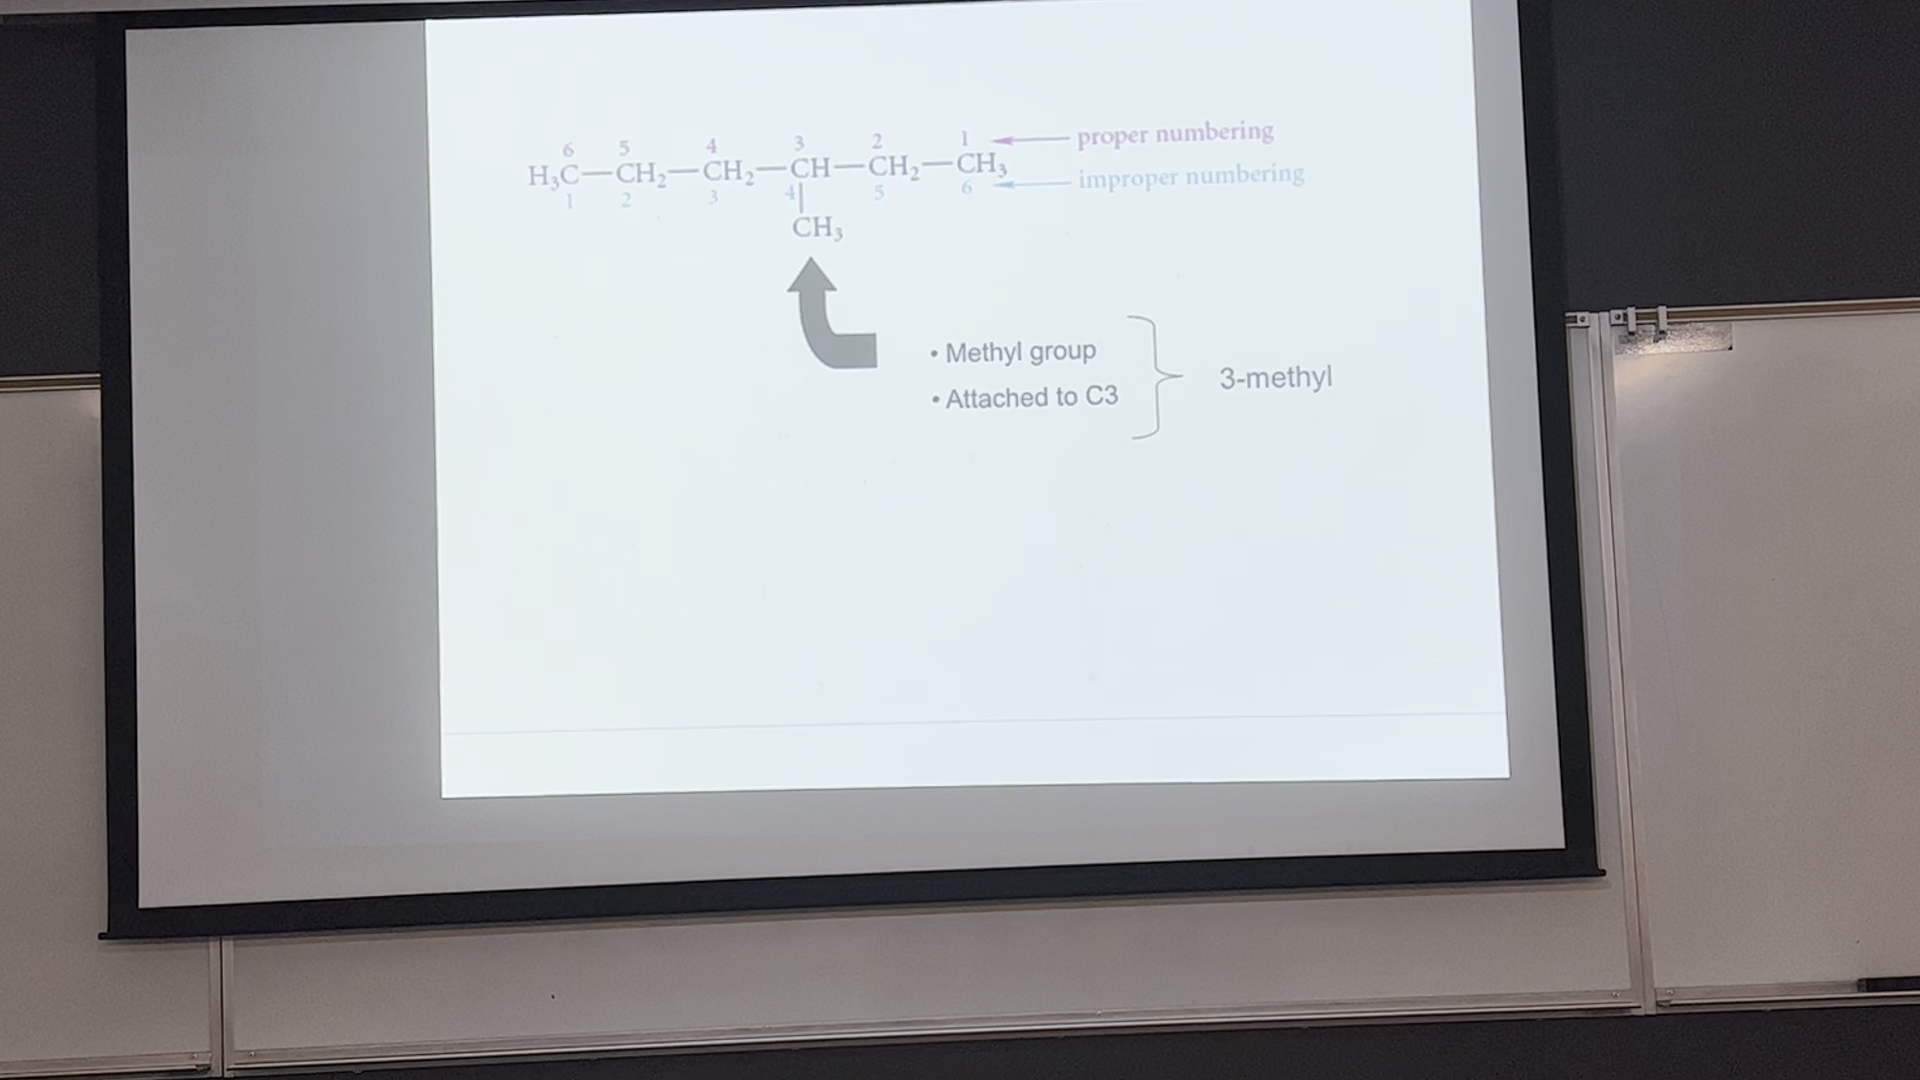 6 5 4 3 2 1 proper numbering
H₃C—CH₂—CH₂—CH—CH₂—CH₃
1 2 3 4 5 6 improper numbering
CH₃
• Methyl group
• Attached to C3
3-methyl